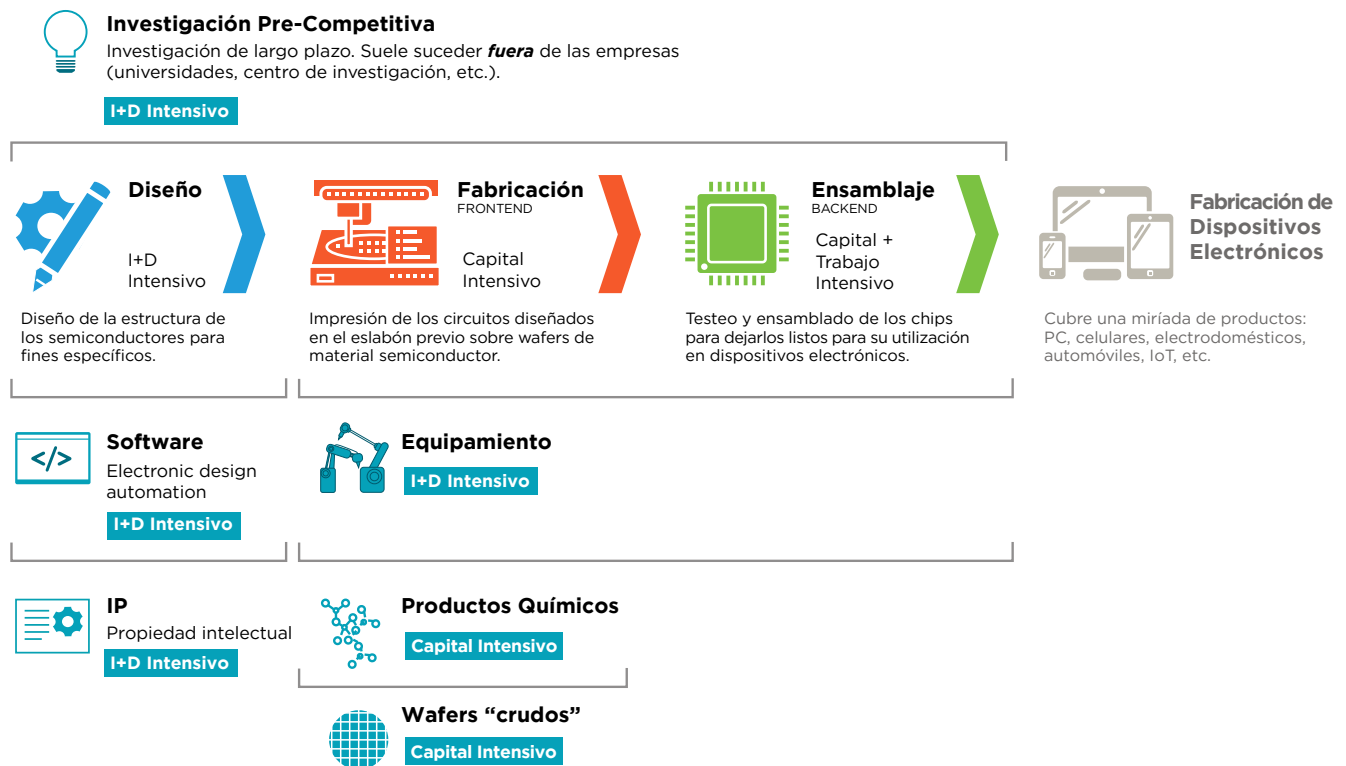 Investigación Pre-Competitiva
Investigación de largo plazo. Suele suceder fuera de las empresas
(universidades, centro de investigación, etc.).
I+D Intensivo
Diseño
I+D
Intensivo
Diseño de la estructura de
los semiconductores para
fines específicos.
Fabricación
FRONTEND
Capital
Intensivo
Impresión de los circuitos diseñados
en el eslabón previo sobre wafers de
material semiconductor.
Ensamblaje
BACKEND
Capital +
Trabajo
Intensivo
Testeo y ensamblado de los chips
para dejarlos listos para su utilización
en dispositivos electrónicos.
Fabricación de
Dispositivos
Electrónicos
Cubre una miríada de productos:
PC, celulares, electrodomésticos,
automóviles, IoT, etc.
</>
Software
Electronic design
automation
I+D Intensivo
Equipamiento
I+D Intensivo
IP
Propiedad intelectual
I+D Intensivo
Productos Químicos
Capital Intensivo
Wafers “crudos”
Capital Intensivo